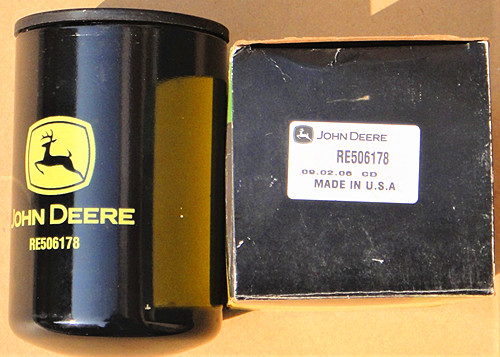 JOHN DEERE
RE506178
JOHN DEERE
RE506178
09.02.06 CD
MADE IN U.S.A